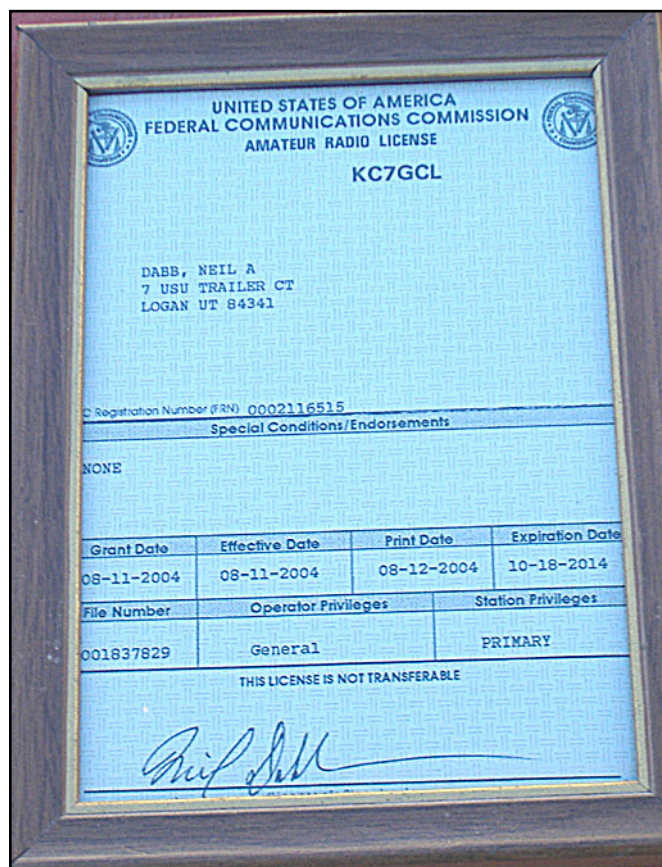 UNITED STATES OF AMERICA
FEDERAL COMMUNICATIONS COMMISSION
AMATEUR RADIO LICENSE
KC7GCL
DABB, NEIL A
7 USU TRAILER CT
LOGAN UT 84341
C Registration Number (FRN) 0002116515
Special Conditions/Endorsements
NONE
Grant Date Effective Date Print Date Expiration Date
08-11-2004 08-11-2004 08-12-2004 10-18-2014
File Number Operator Privileges Station Privileges
001837829 General PRIMARY
THIS LICENSE IS NOT TRANSFERABLE
Neil Dabb